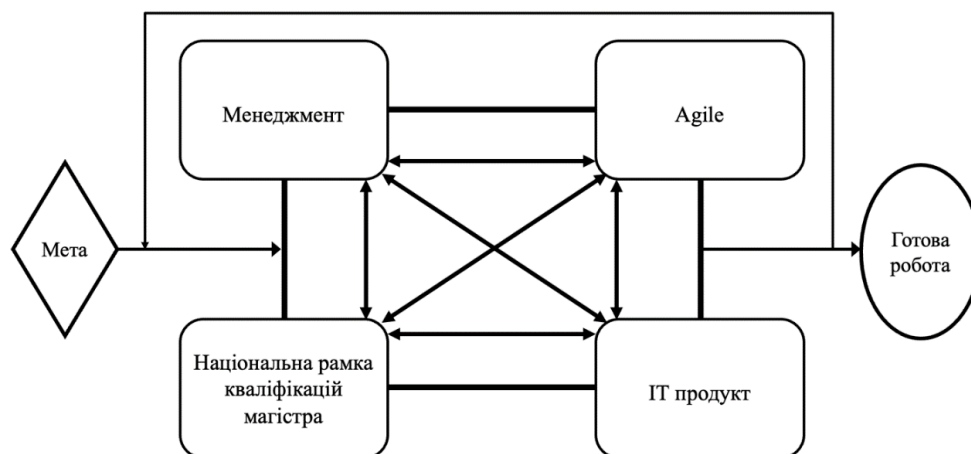 Менеджмент
Agile
Мета
Готова
робота
Національна рамка
кваліфікацій
магістра
ІТ продукт